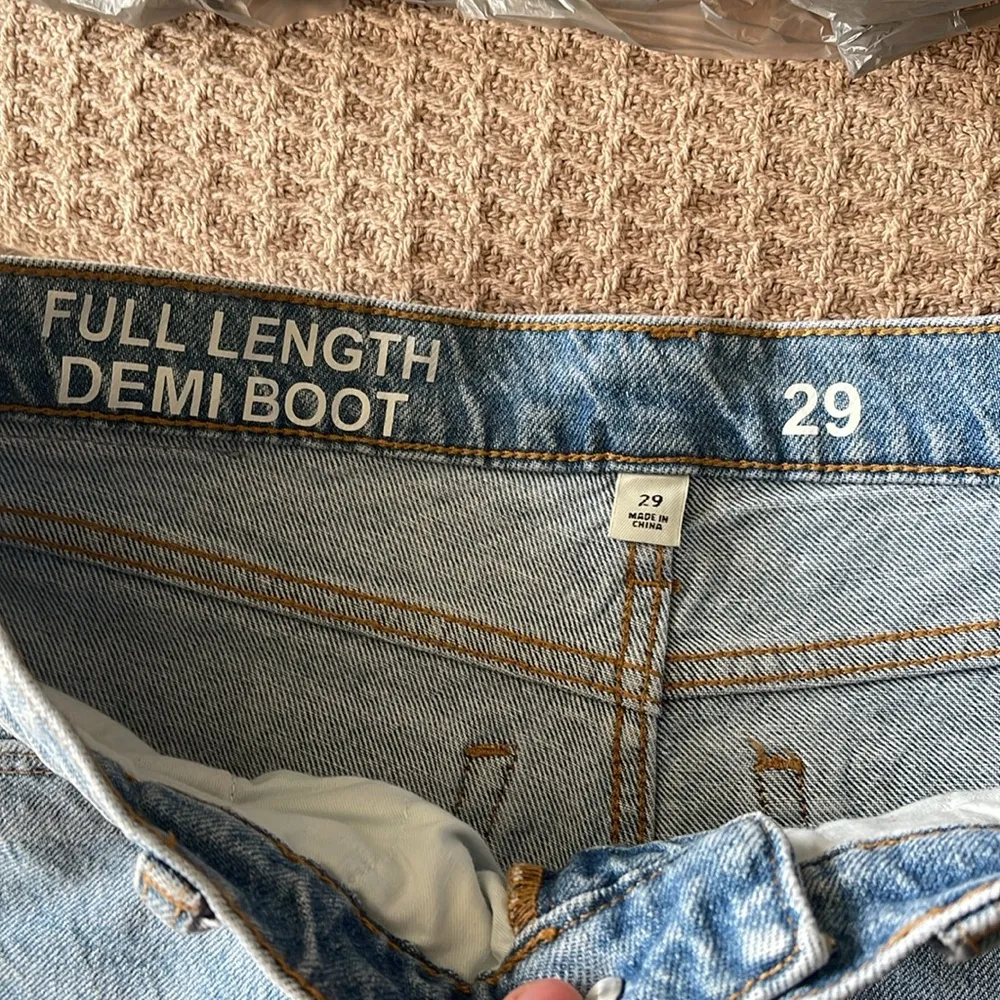 FULL LENGTH
DEMI BOOT
29
29
MADE IN
CHINA